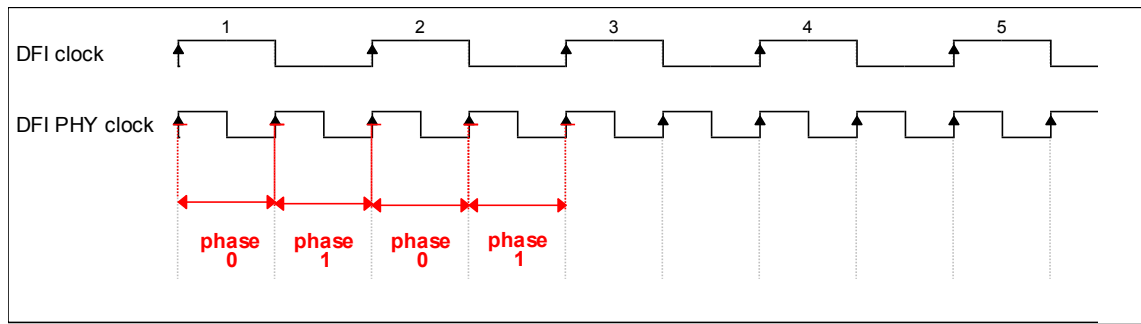 1 2 3 4 5
DFI clock
DFI PHY clock
phase phase phase phase
0 1 0 1